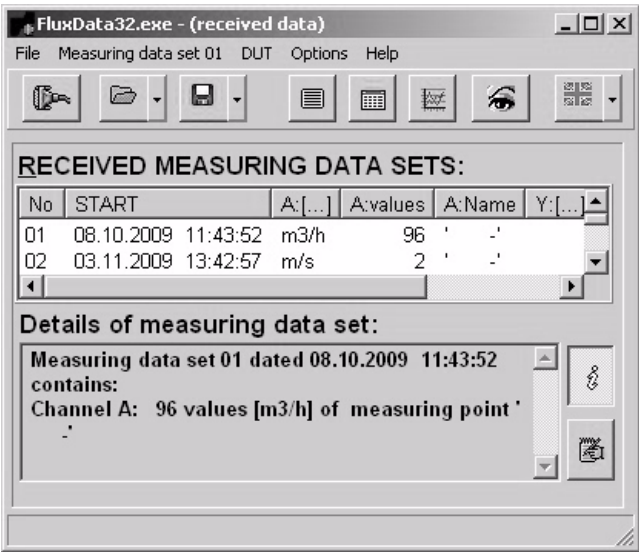 FluxData32.exe - (received data)
File Measuring data set 01 DUT Options Help
RECEIVED MEASURING DATA SETS:
No START A:[...] A:values A:Name Y:[...]
01 08.10.2009 11:43:52 m3/h 96 ' -'
02 03.11.2009 13:42:57 m/s 2 ' -'
Details of measuring data set:
Measuring data set 01 dated 08.10.2009 11:43:52
contains:
Channel A: 96 values [m3/h] of measuring point '
-'